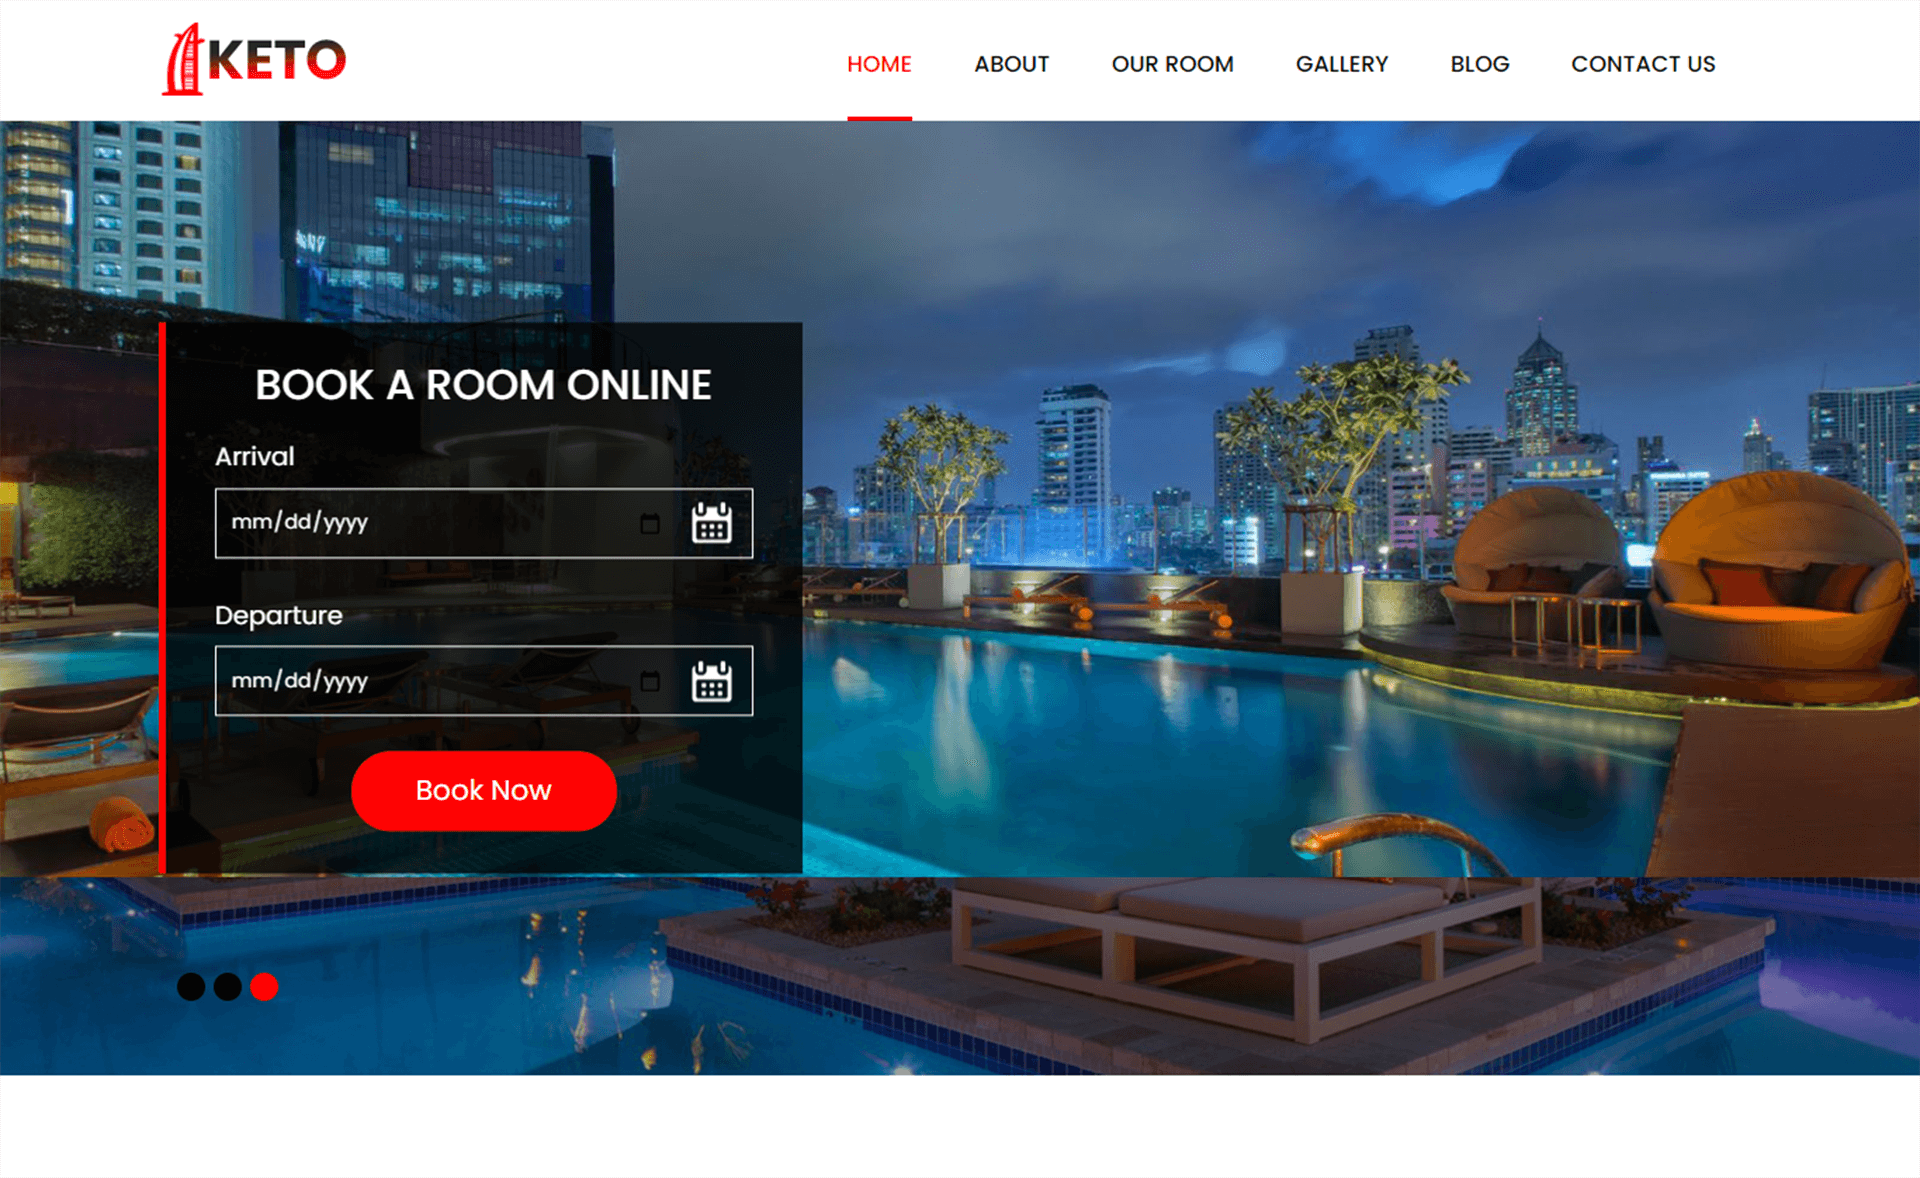 KETO
HOME ABOUT OUR ROOM GALLERY BLOG CONTACT US
BOOK A ROOM ONLINE
Arrival
mm/dd/yyyy
Departure
mm/dd/yyyy
Book Now